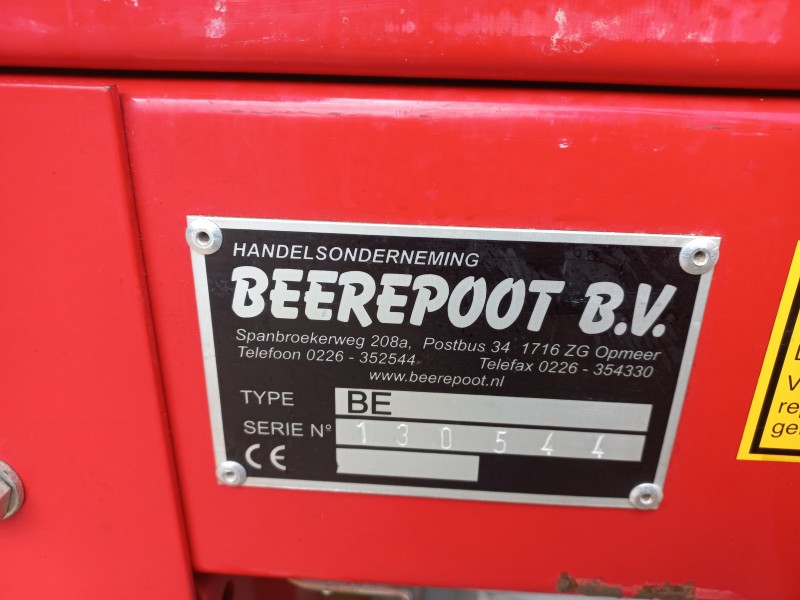 HANDELSONDERNEMING
BEEREPOOT B.V.
Spanbroekerweg 208a, Postbus 34 1716 ZG Opmeer
Telefoon 0226 - 352544 Telefax 0226 - 354330
www.beerepoot.nl
TYPE BE
SERIE Nº 130544
CE